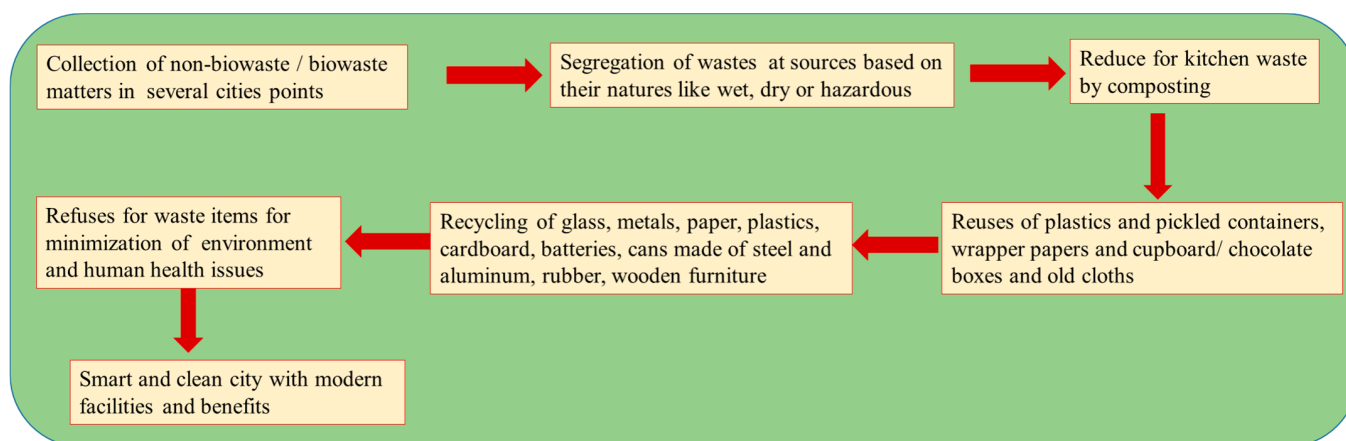 Collection of non-biowaste / biowaste
matters in several cities points
Segregation of wastes at sources based on
their natures like wet, dry or hazardous
Reduce for kitchen waste
by composting
Reuses of plastics and pickled containers,
wrapper papers and cupboard/ chocolate
boxes and old cloths
Recycling of glass, metals, paper, plastics,
cardboard, batteries, cans made of steel and
aluminum, rubber, wooden furniture
Refuses for waste items for
minimization of environment
and human health issues
Smart and clean city with modern
facilities and benefits